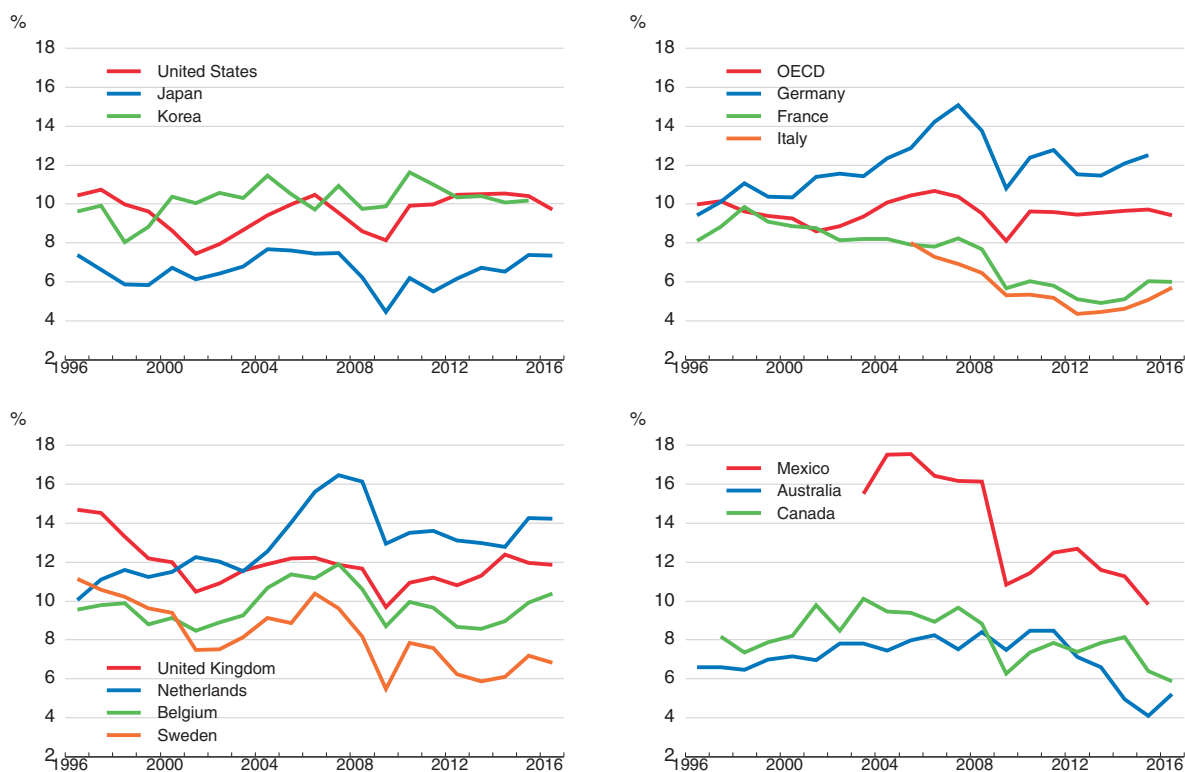 %
18
United States
16
Japan
14
Korea
12
10
8
6
4
2
1996 2000 2004 2008 2012 2016
%
18
OECD
16
Germany
14
France
Italy
12
10
8
6
4
2
1996 2000 2004 2008 2012 2016
%
18
16
14
12
10
8
6
4
2
United Kingdom
Netherlands
Belgium
Sweden
1996 2000 2004 2008 2012 2016
%
18
Mexico
16
Australia
14
Canada
12
10
8
6
4
2
1996 2000 2004 2008 2012 2016